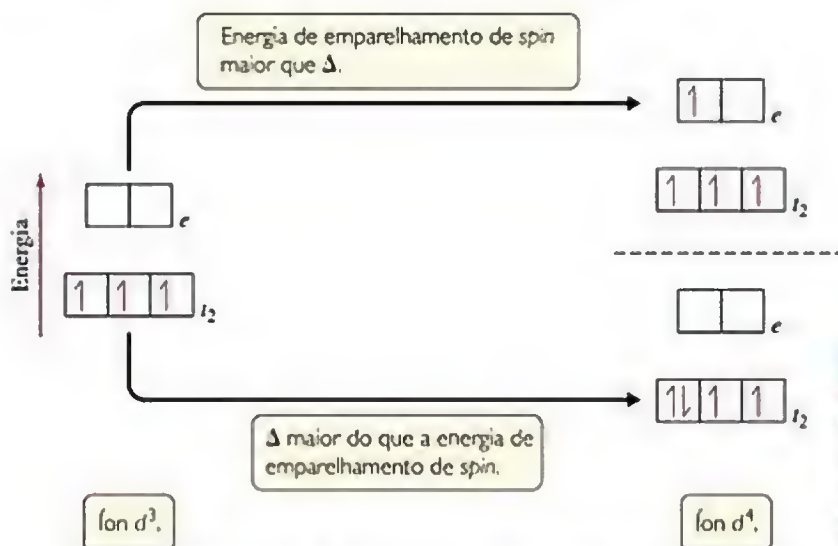 Energia de emparelhamento de spin
maior que Δ.
Energia
e
t₂
e
t₂
e
t₂
Δ maior do que a energia de
emparelhamento de spin.
Íon d³.
Íon d⁴.